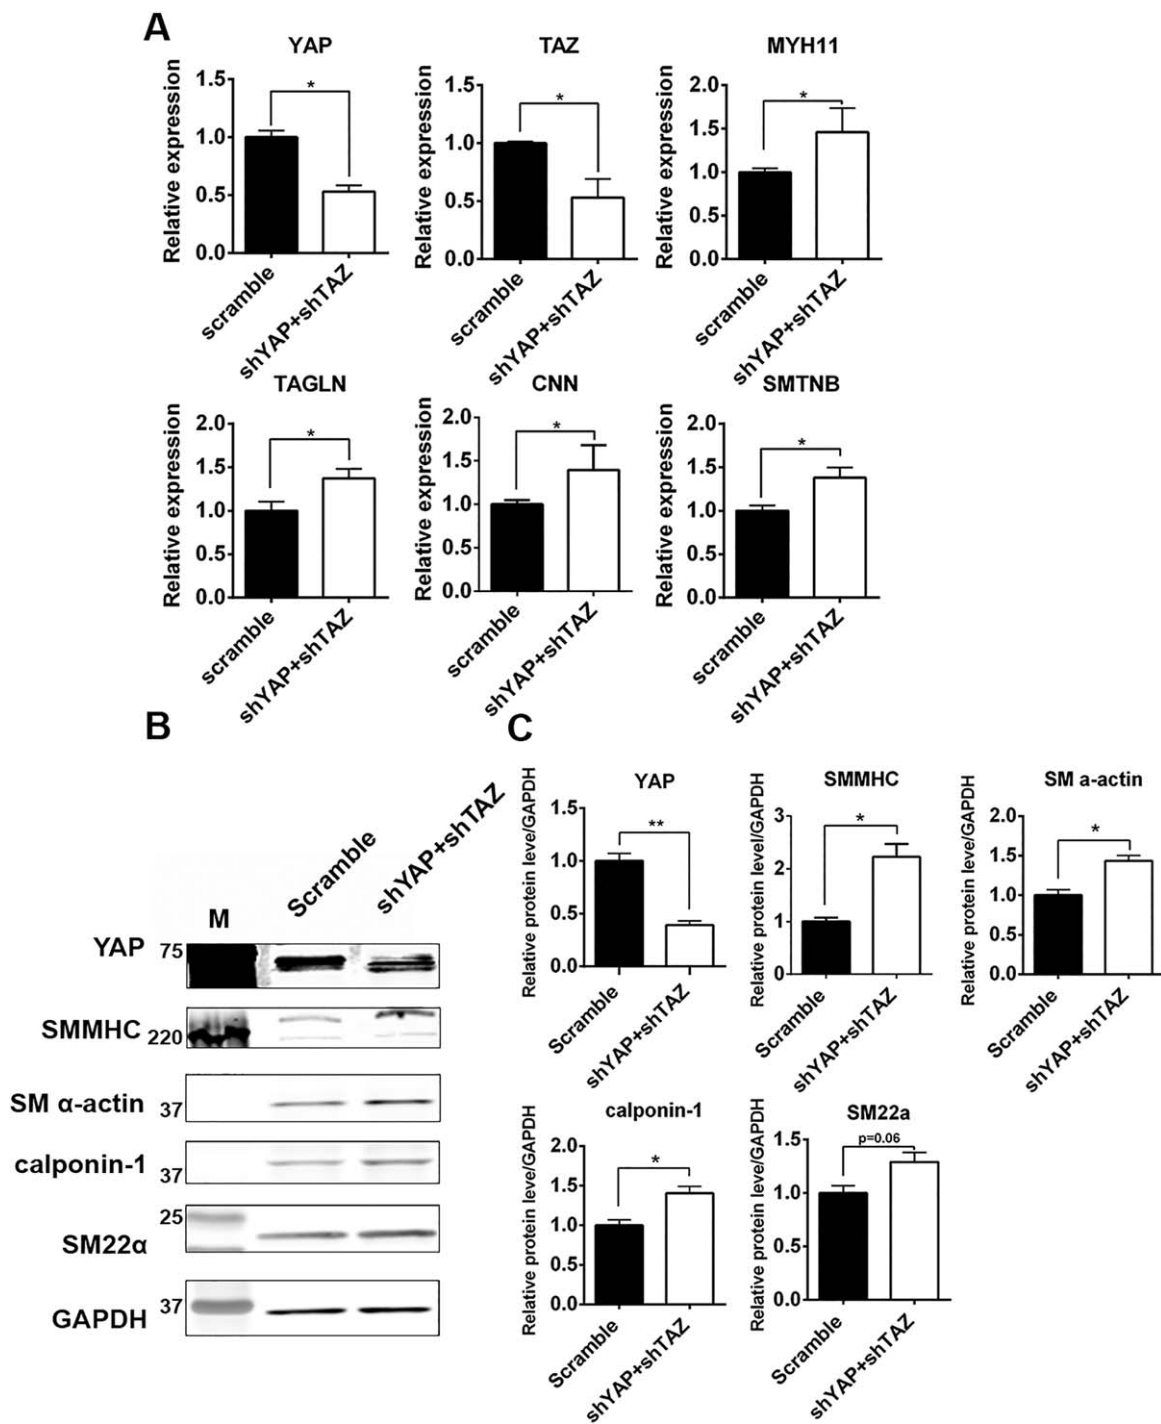 A
YAP
Relative expression
1.5
1.0
0.5
0.0
*
scramble
shYAP+shTAZ
TAZ
Relative expression
1.5
1.0
0.5
0.0
*
scramble
shYAP+shTAZ
MYH11
Relative expression
2.0
1.5
1.0
0.5
0.0
*
scramble
shYAP+shTAZ
TAGLN
Relative expression
2.0
1.5
1.0
0.5
0.0
*
scramble
shYAP+shTAZ
CNN
Relative expression
2.0
1.5
1.0
0.5
0.0
*
scramble
shYAP+shTAZ
SMTNB
Relative expression
2.0
1.5
1.0
0.5
0.0
*
scramble
shYAP+shTAZ
B
M
Scramble
shYAP+shTAZ
YAP 75
SMMHC 220
SM α-actin 37
calponin-1 37
25
SM22α
GAPDH 37
C
YAP
Relative protein level/GAPDH
1.5
1.0
0.5
0.0
**
Scramble
shYAP+shTAZ
SMMHC
Relative protein level/GAPDH
3
2
1
0
*
Scramble
shYAP+shTAZ
SM a-actin
Relative protein level/GAPDH
2.0
1.5
1.0
0.5
0.0
*
Scramble
shYAP+shTAZ
calponin-1
Relative protein level/GAPDH
2.0
1.5
1.0
0.5
0.0
*
Scramble
shYAP+shTAZ
SM22a
Relative protein level/GAPDH
1.5
1.0
0.5
0.0
p=0.06
Scramble
shYAP+shTAZ